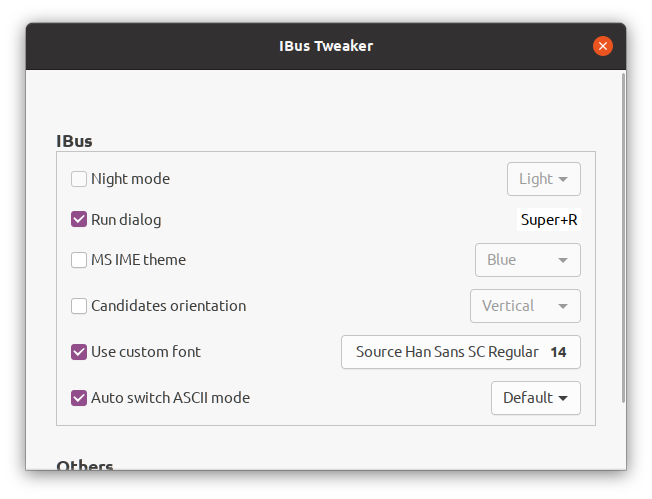 IBus Tweaker
IBus
Night mode Light
Run dialog Super+R
MS IME theme Blue
Candidates orientation Vertical
Use custom font Source Han Sans SC Regular 14
Auto switch ASCII mode Default
Others